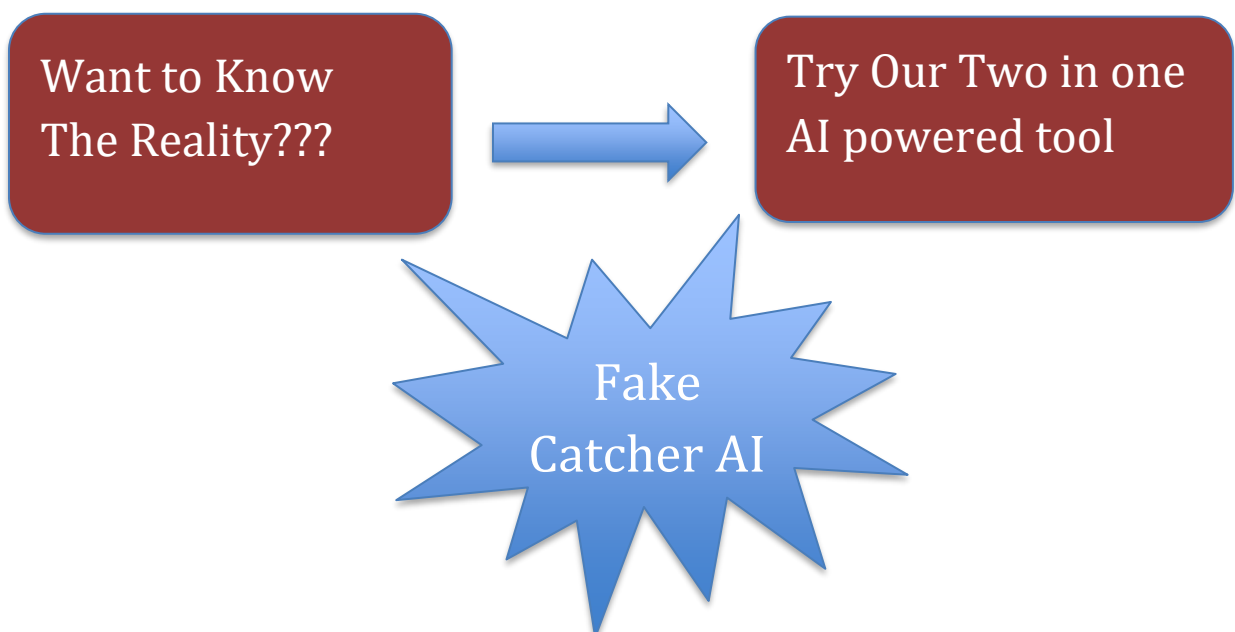 Want to Know
The Reality???
Try Our Two in one
AI powered tool
Fake
Catcher AI